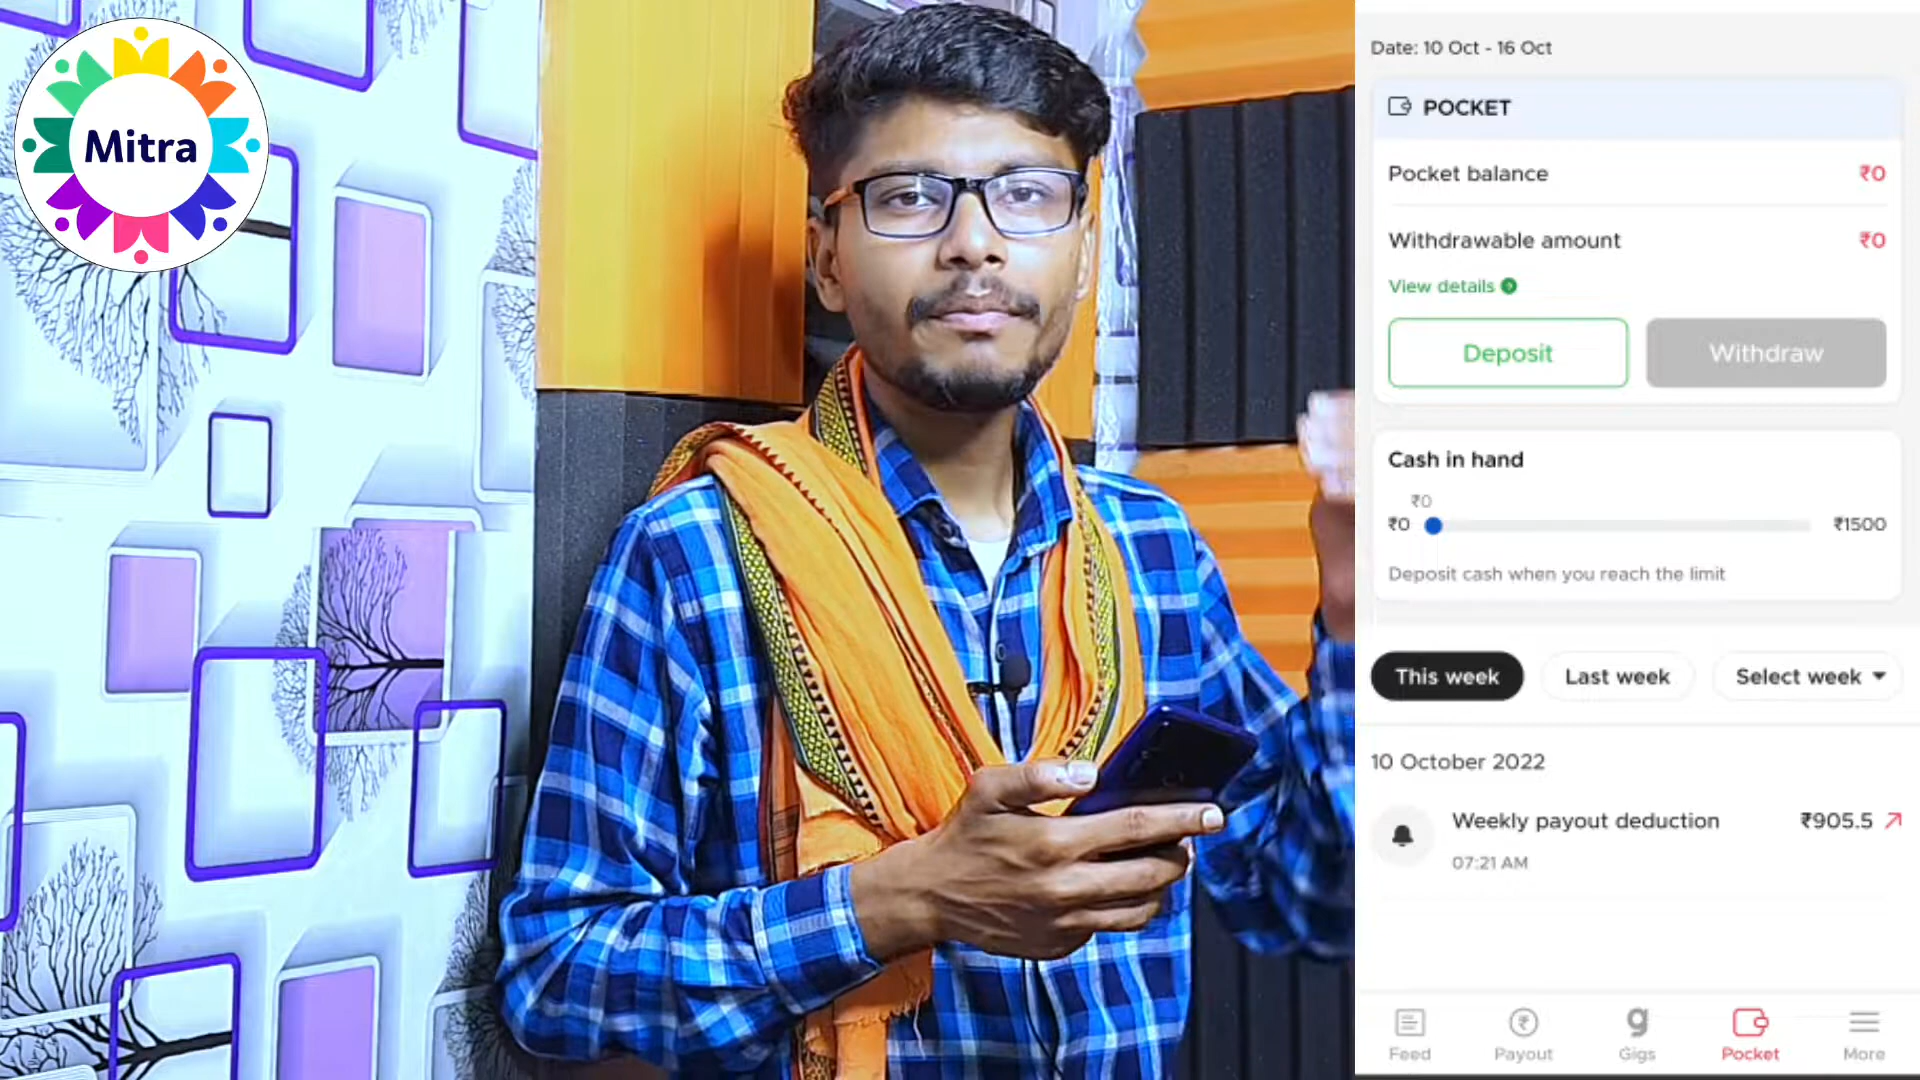 Mitra
Date: 10 Oct - 16 Oct
POCKET
Pocket balance ₹0
Withdrawable amount ₹0
View details
Deposit Withdraw
Cash in hand
₹0
₹0 ₹1500
Deposit cash when you reach the limit
This week Last week Select week
10 October 2022
Weekly payout deduction ₹905.5
07:21 AM
Feed Payout Gigs Pocket More